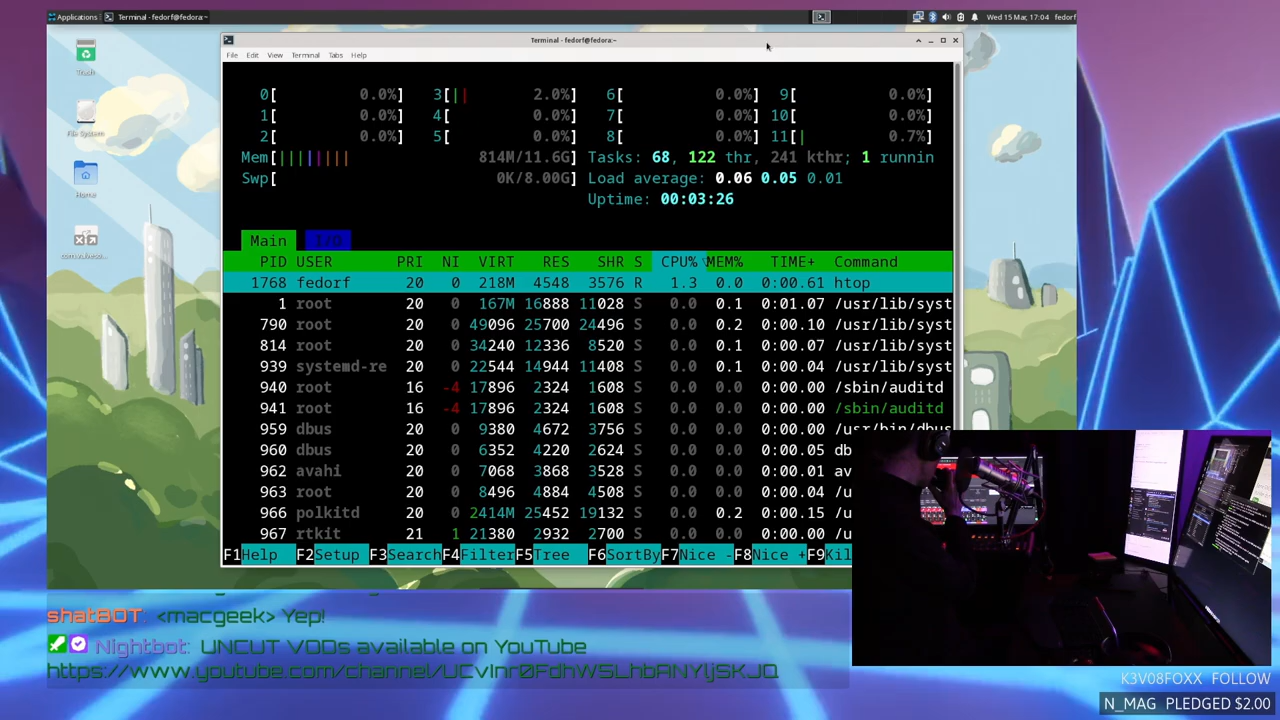 Applications Terminal - fedorf@fedora:~ Wed 15 Mar, 17:04 fedorf
Terminal - fedorf@fedora:~
File Edit View Terminal Tabs Help
Trash
File System
Home
com.valveso...
0[ 0.0%] 3[|| 2.0%] 6[ 0.0%] 9[ 0.0%]
1[ 0.0%] 4[ 0.0%] 7[ 0.0%] 10[ 0.0%]
2[ 0.0%] 5[ 0.0%] 8[ 0.0%] 11[| 0.7%]
Mem[|||||||| 814M/11.6G] Tasks: 68, 122 thr, 241 kthr; 1 runnin
Swp[ 0K/8.00G] Load average: 0.06 0.05 0.01
Uptime: 00:03:26
Main I/O
PID USER PRI NI VIRT RES SHR S CPU%▽MEM% TIME+ Command
1768 fedorf 20 0 218M 4548 3576 R 1.3 0.0 0:00.61 htop
1 root 20 0 167M 16888 11028 S 0.0 0.1 0:01.07 /usr/lib/syst
790 root 20 0 49096 25700 24496 S 0.0 0.2 0:00.10 /usr/lib/syst
814 root 20 0 34240 12336 8520 S 0.0 0.1 0:00.07 /usr/lib/syst
939 systemd-re 20 0 22544 14944 11408 S 0.0 0.1 0:00.04 /usr/lib/syst
940 root 16 -4 17896 2324 1608 S 0.0 0.0 0:00.00 /sbin/auditd
941 root 16 -4 17896 2324 1608 S 0.0 0.0 0:00.00 /sbin/auditd
959 dbus 20 0 9380 4672 3756 S 0.0 0.0 0:00.00 /usr/bin/dbus
960 dbus 20 0 6352 4220 2624 S 0.0 0.0 0:00.05 db
962 avahi 20 0 7068 3868 3528 S 0.0 0.0 0:00.01 av
963 root 20 0 8496 4884 4508 S 0.0 0.0 0:00.04 /u
966 polkitd 20 0 2414M 25452 19132 S 0.0 0.2 0:00.15 /u
967 rtkit 21 1 21380 2932 2700 S 0.0 0.0 0:00.00 /u
F1Help F2Setup F3SearchF4FilterF5Tree F6SortByF7Nice -F8Nice +F9Kil
shatBOT: <macgeek> Yep!
Nightbot: UNCUT VODs available on YouTube
K3V08FOXX FOLLOW
N_MAG PLEDGED $2.00